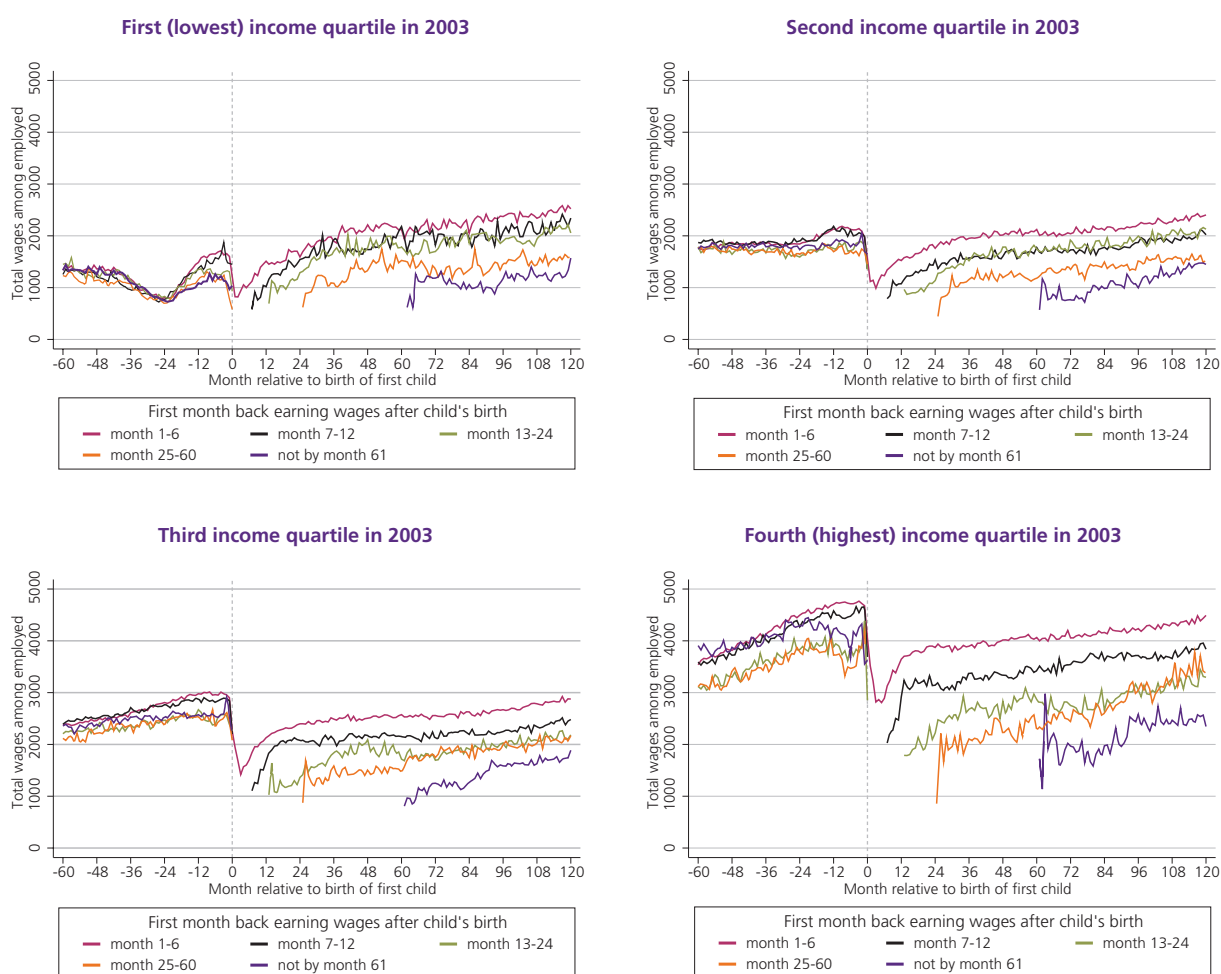 First (lowest) income quartile in 2003
Total wages among employed
5000
4000
3000
2000
1000
0
-60 -48 -36 -24 -12 0 12 24 36 48 60 72 84 96 108 120
Month relative to birth of first child
First month back earning wages after child's birth
month 1-6 month 7-12 month 13-24
month 25-60 not by month 61
Second income quartile in 2003
Total wages among employed
5000
4000
3000
2000
1000
0
-60 -48 -36 -24 -12 0 12 24 36 48 60 72 84 96 108 120
Month relative to birth of first child
First month back earning wages after child's birth
month 1-6 month 7-12 month 13-24
month 25-60 not by month 61
Third income quartile in 2003
Total wages among employed
5000
4000
3000
2000
1000
0
-60 -48 -36 -24 -12 0 12 24 36 48 60 72 84 96 108 120
Month relative to birth of first child
First month back earning wages after child's birth
month 1-6 month 7-12 month 13-24
month 25-60 not by month 61
Fourth (highest) income quartile in 2003
Total wages among employed
5000
4000
3000
2000
1000
0
-60 -48 -36 -24 -12 0 12 24 36 48 60 72 84 96 108 120
Month relative to birth of first child
First month back earning wages after child's birth
month 1-6 month 7-12 month 13-24
month 25-60 not by month 61